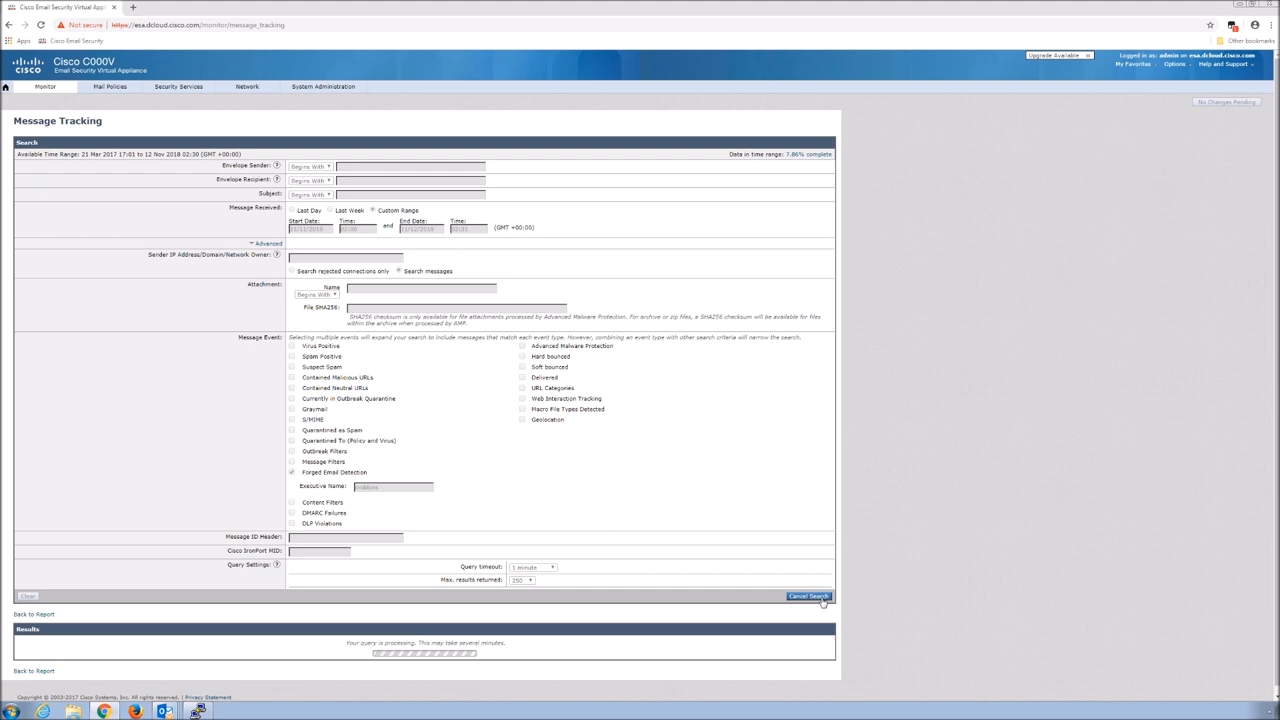 Cisco Email Security Virtual Appl
Not secure
https://esa.dcloud.cisco.com/monitor/message_tracking
Apps
Cisco Email Security
Other bookmarks
CISCO
Cisco C000V
Email Security Virtual Appliance
Upgrade Available
Logged in as: admin on esa.dcloud.cisco.com
My Favorites
Options
Help and Support
Monitor
Mail Policies
Security Services
Network
System Administration
No Changes Pending
Message Tracking
Search
Available Time Range: 21 Mar 2017 17:01 to 12 Nov 2018 02:30 (GMT +00:00)
Data in time range: 7.86% complete
Envelope Sender: ?
Begins With
Envelope Recipient: ?
Begins With
Subject:
Begins With
Message Received:
Last Day
Last Week
Custom Range
Start Date:
Time:
and
End Date:
Time:
11/11/2018
02:00
11/12/2018
02:31
(GMT +00:00)
Advanced
Sender IP Address/Domain/Network Owner: ?
Search rejected connections only
Search messages
Attachment:
Name
Begins With
File SHA256:
SHA256 checksum is only available for file attachments processed by Advanced Malware Protection. For archive or zip files, a SHA256 checksum will be available for files
within the archive when processed by AMP.
Message Event:
Selecting multiple events will expand your search to include messages that match each event type. However, combining an event type with other search criteria will narrow the search.
Virus Positive
Advanced Malware Protection
Spam Positive
Hard bounced
Suspect Spam
Soft bounced
Contained Malicious URLs
Delivered
Contained Neutral URLs
URL Categories
Currently in Outbreak Quarantine
Web Interaction Tracking
Graymail
Macro File Types Detected
S/MIME
Geolocation
Quarantined as Spam
Quarantined To (Policy and Virus)
Outbreak Filters
Message Filters
Forged Email Detection
Executive Name:
Content Filters
DMARC Failures
DLP Violations
Message ID Header:
Cisco IronPort MID:
Query Settings: ?
Query timeout:
1 minute
Max. results returned:
250
Clear
Cancel Search
Back to Report
Results
Your query is processing. This may take several minutes.
Back to Report
Copyright © 2003-2017 Cisco Systems, Inc. All rights reserved. | Privacy Statement